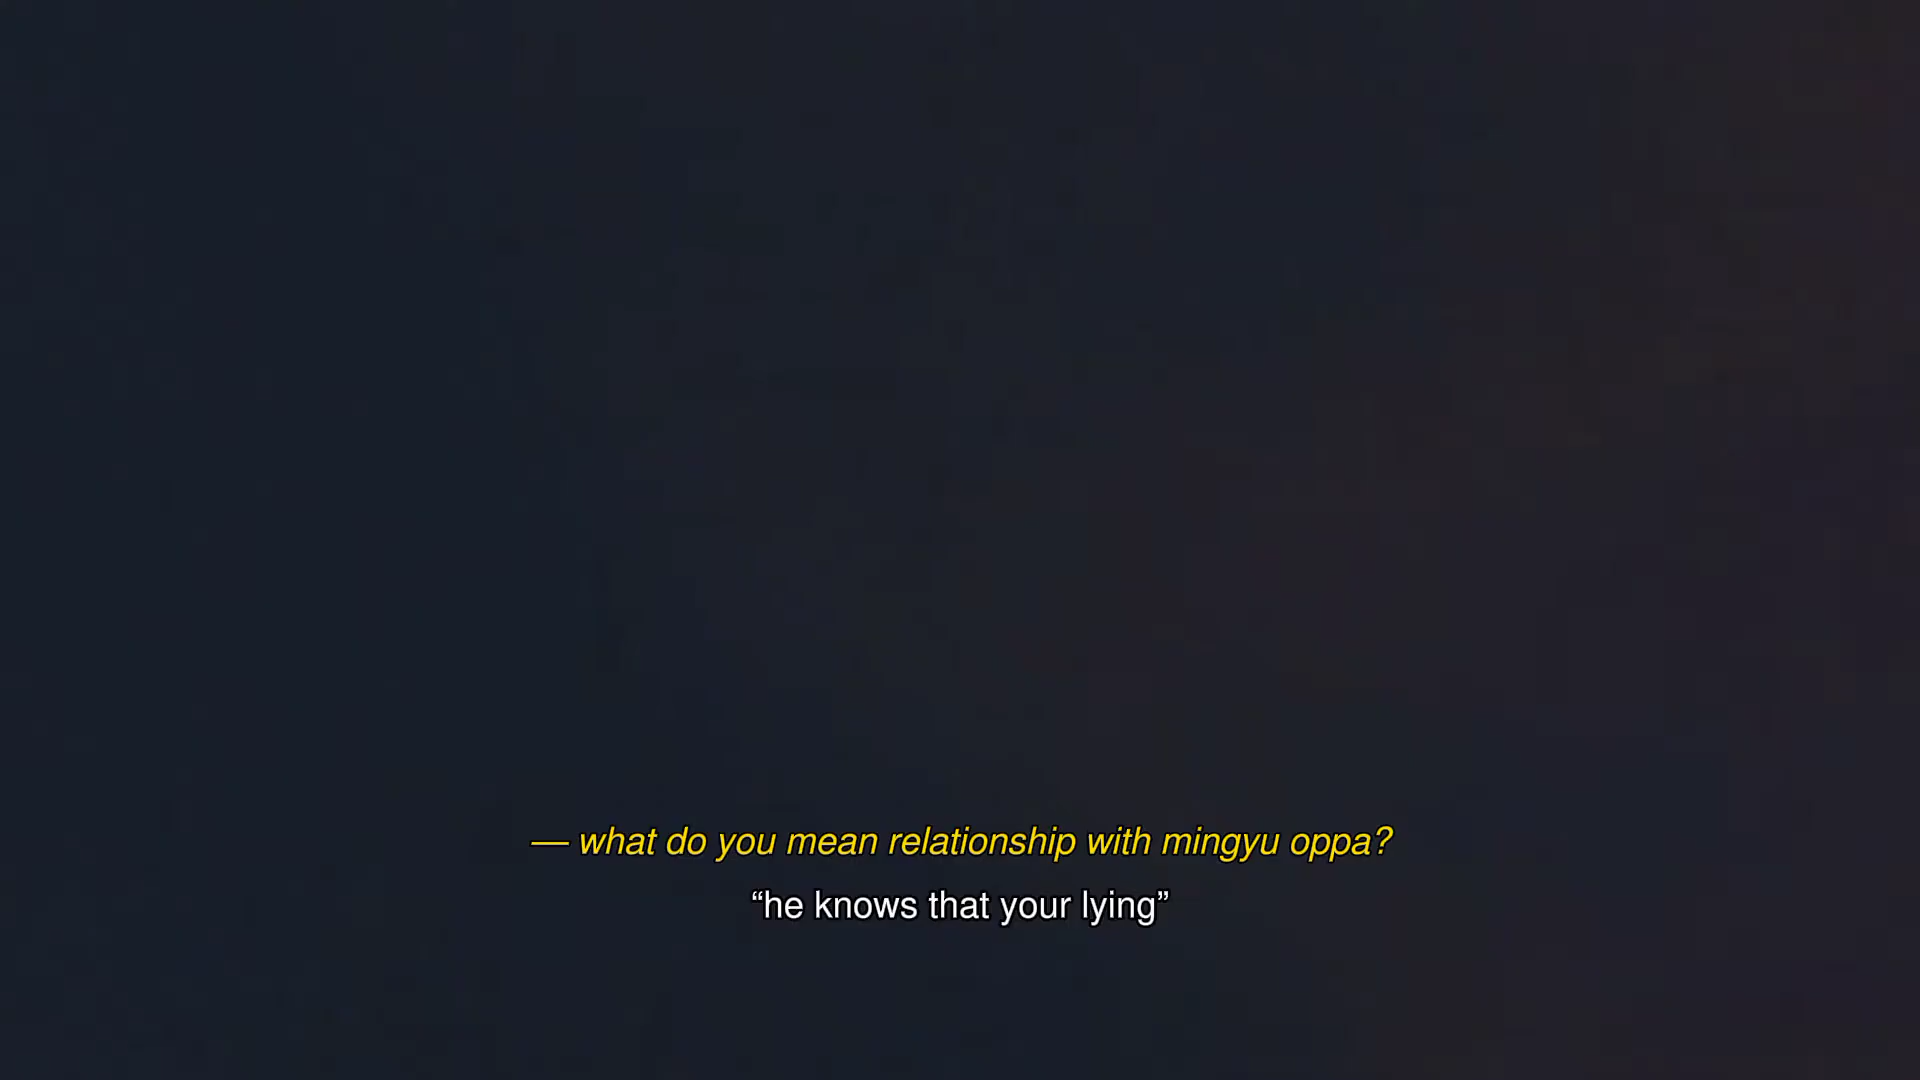 — what do you mean relationship with mingyu oppa?
“he knows that your lying”